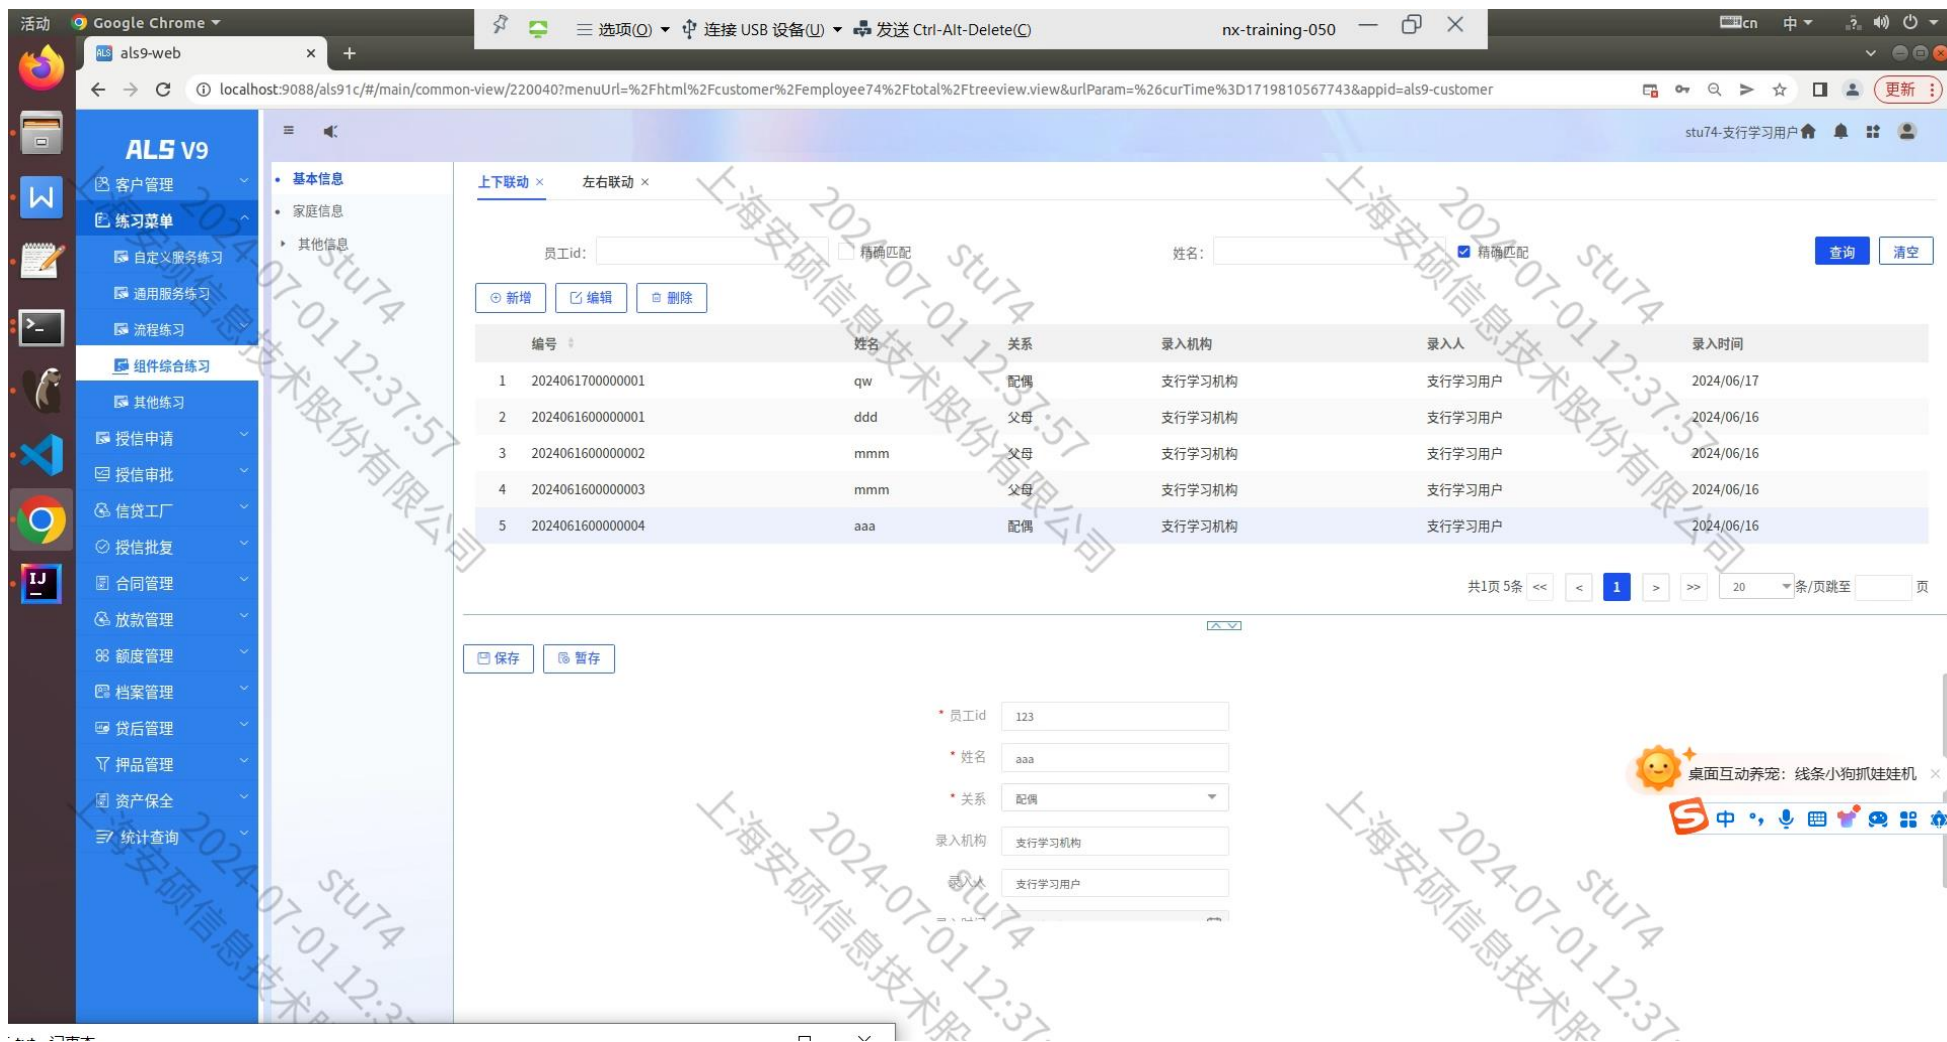 活动 Google Chrome
选项(O) 连接 USB 设备(U) 发送 Ctrl-Alt-Delete(C) nx-training-050
cn 中
als9-web
localhost:9088/als91c/#/main/common-view/220040?menuUrl=%2Fhtml%2Fcustomer%2Femployee74%2Ftotal%2Ftreeview.view&urlParam=%26curTime%3D1719810567743&appid=als9-customer
更新
ALS V9
stu74-支行学习用户
客户管理
练习菜单
自定义服务练习
通用服务练习
流程练习
组件综合练习
其他练习
授信申请
授信审批
信贷工厂
授信批复
合同管理
放款管理
额度管理
档案管理
贷后管理
押品管理
资产保全
统计查询
基本信息
家庭信息
其他信息
上下联动 左右联动
员工id: 精确匹配 姓名: 精确匹配 查询 清空
新增 编辑 删除
编号 姓名 关系 录入机构 录入人 录入时间
1 2024061700000001 qw 配偶 支行学习机构 支行学习用户 2024/06/17
2 2024061600000001 ddd 父母 支行学习机构 支行学习用户 2024/06/16
3 2024061600000002 mmm 父母 支行学习机构 支行学习用户 2024/06/16
4 2024061600000003 mmm 父母 支行学习机构 支行学习用户 2024/06/16
5 2024061600000004 aaa 配偶 支行学习机构 支行学习用户 2024/06/16
共1页 5条 << < 1 > >> 20 条/页跳至 页
保存 暂存
* 员工id 123
* 姓名 aaa
* 关系 配偶
录入机构 支行学习机构
录入人 支行学习用户
桌面互动养宠：线条小狗抓娃娃机
中
stu74
2024-07-01 12:37:57
上海安硕信息技术股份有限公司